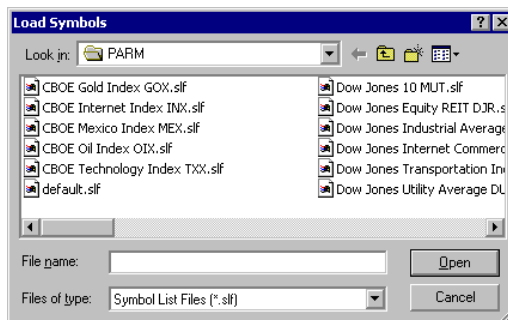 Load Symbols
Look in: PARM
CBOE Gold Index GOX.slf
CBOE Internet Index INX.slf
CBOE Mexico Index MEX.slf
CBOE Oil Index OIX.slf
CBOE Technology Index TXX.slf
default.slf
Dow Jones 10 MUT.slf
Dow Jones Equity REIT DJR.s
Dow Jones Industrial Average
Dow Jones Internet Commerc
Dow Jones Transportation In
Dow Jones Utility Average DU
File name:
Open
Files of type: Symbol List Files (*.slf)
Cancel